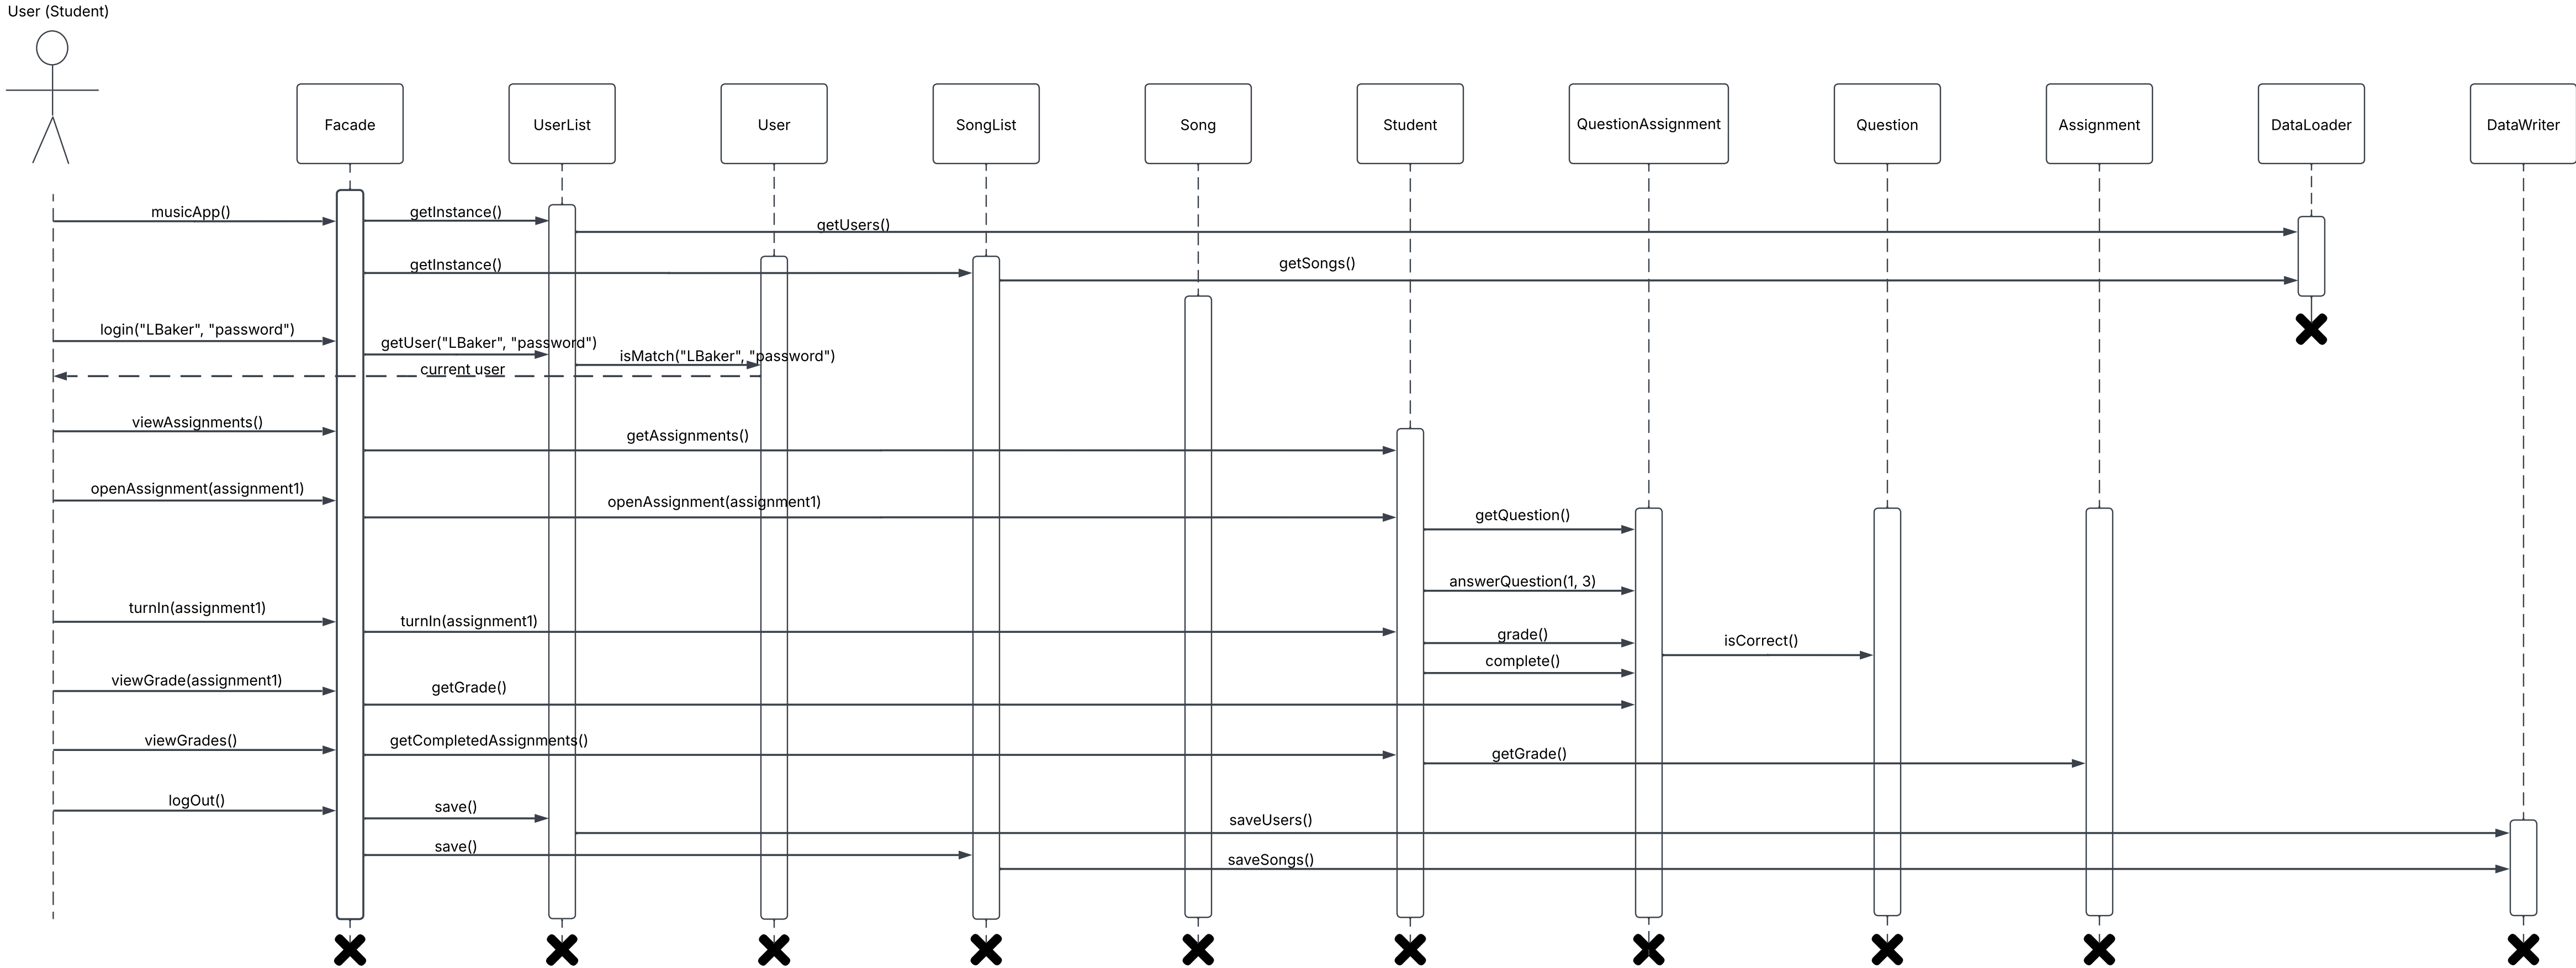 User (Student)
Facade
UserList
User
SongList
Song
Student
QuestionAssignment
Question
Assignment
DataLoader
DataWriter
musicApp()
getInstance()
getUsers()
getInstance()
getSongs()
login("LBaker", "password")
getUser("LBaker", "password")
isMatch("LBaker", "password")
current user
viewAssignments()
getAssignments()
openAssignment(assignment1)
openAssignment(assignment1)
getQuestion()
answerQuestion(1, 3)
turnIn(assignment1)
turnIn(assignment1)
grade()
isCorrect()
complete()
viewGrade(assignment1)
getGrade()
viewGrades()
getCompletedAssignments()
getGrade()
logOut()
save()
saveUsers()
save()
saveSongs()